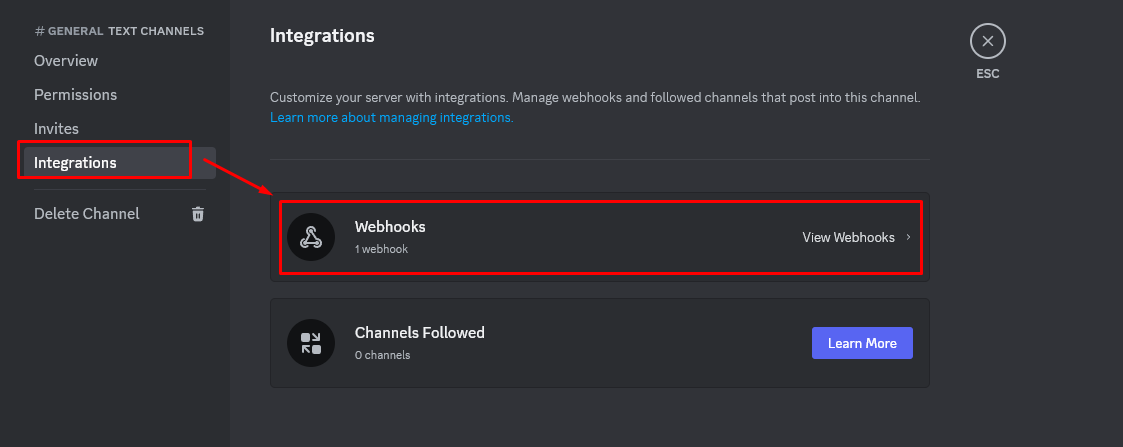 # GENERAL TEXT CHANNELS
Overview
Permissions
Invites
Integrations
Delete Channel
Integrations
ESC
Customize your server with integrations. Manage webhooks and followed channels that post into this channel.
Learn more about managing integrations.
Webhooks
1 webhook
View Webhooks
Channels Followed
0 channels
Learn More